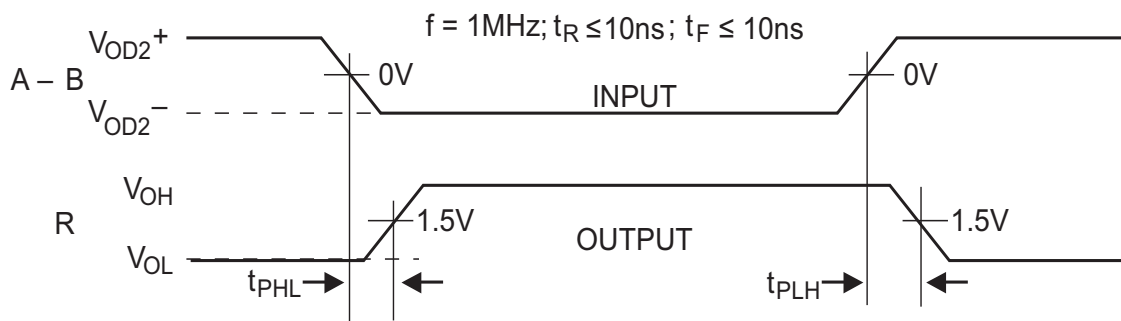 f = 1MHz; tR ≤10ns; tF ≤ 10ns
VOD2+
A – B
0V
0V
INPUT
VOD2–
VOH
R
1.5V
1.5V
OUTPUT
VOL
tPHL
tPLH